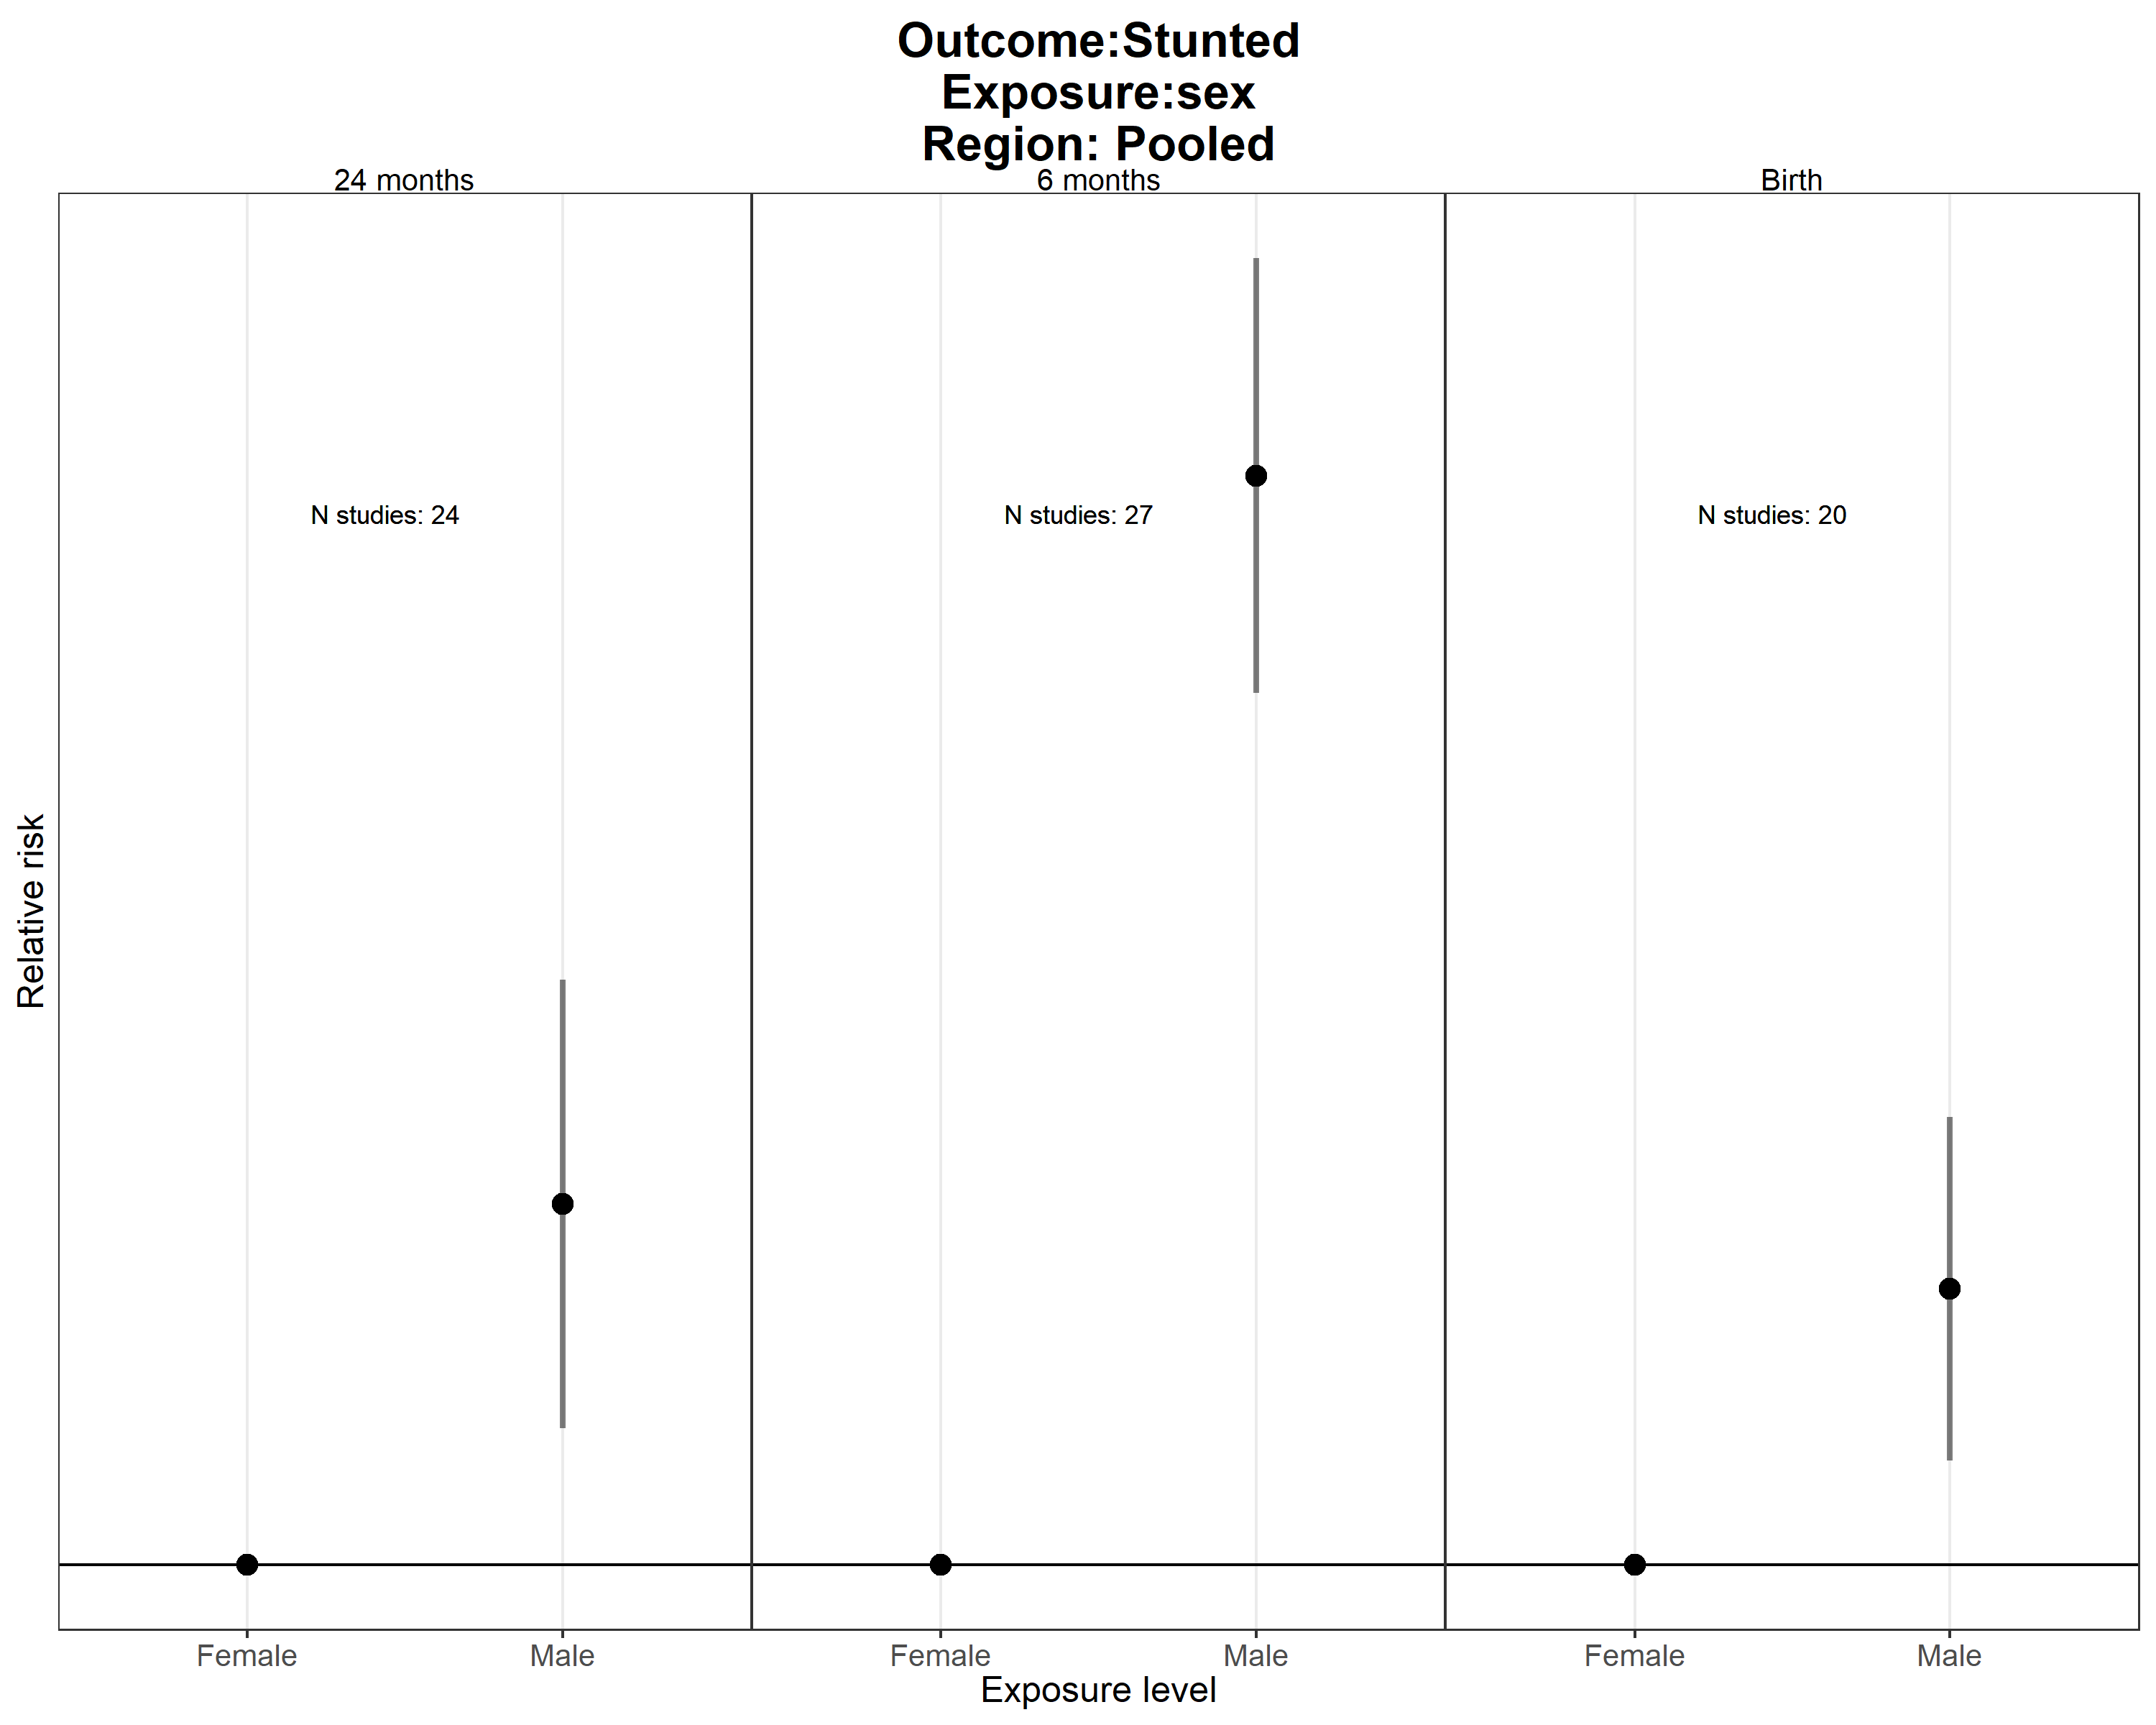 Outcome:Stunted
Exposure:sex
Region: Pooled
24 months
6 months
Birth
N studies: 24
N studies: 27
N studies: 20
Relative risk
Female
Male
Female
Male
Female
Male
Exposure level